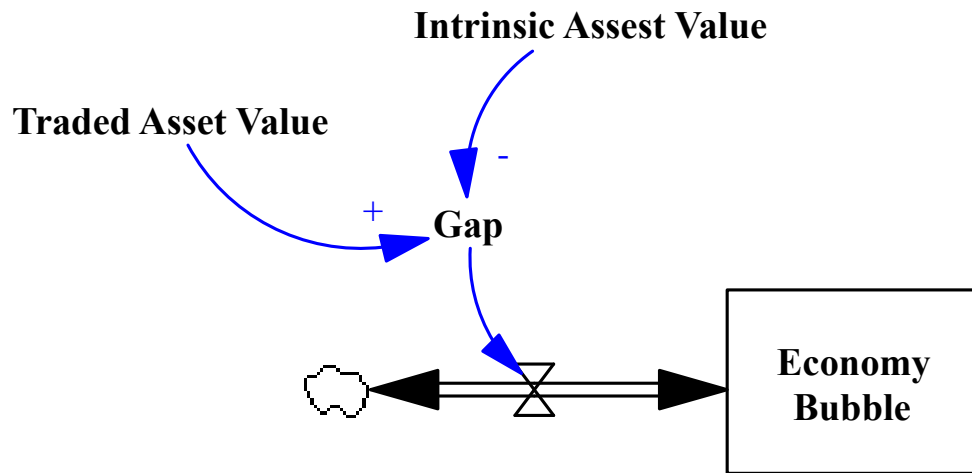 Intrinsic Assest Value
Traded Asset Value
-
+
Gap
Economy
Bubble